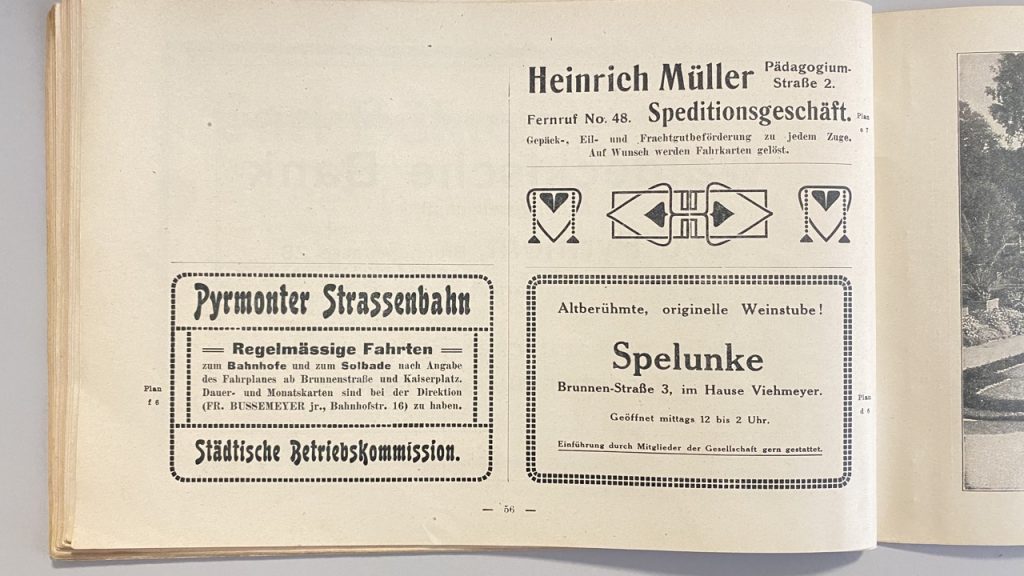 Heinrich Müller Pädagogium-
Straße 2.
Fernruf No. 48. Speditionsgeschäft.
Gepäck-, Eil- und Frachtgutbeförderung zu jedem Zuge.
Auf Wunsch werden Fahrkarten gelöst.
Plan
e 7
Pyrmonter Strassenbahn
Regelmässige Fahrten
zum Bahnhofe und zum Solbade nach Angabe
des Fahrplanes ab Brunnenstraße und Kaiserplatz.
Dauer- und Monatskarten sind bei der Direktion
(FR. BUSSEMEYER jr., Bahnhofstr. 16) zu haben.
Städtische Betriebskommission.
Plan
f 6
Altberühmte, originelle Weinstube!
Spelunke
Brunnen-Straße 3, im Hause Viehmeyer.
Geöffnet mittags 12 bis 2 Uhr.
Einführung durch Mitglieder der Gesellschaft gern gestattet.
Plan
d 6
— 56 —